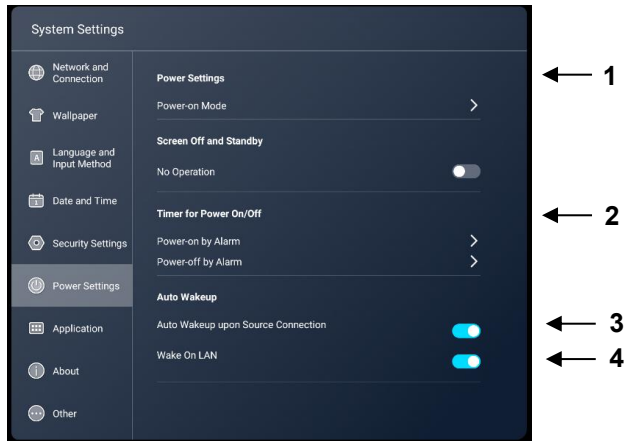 System Settings
Network and
Connection
Wallpaper
A
Language and
Input Method
1
Date and Time
Security Settings
Power Settings
Application
About
Other
Power Settings
1
Power-on Mode
Screen Off and Standby
No Operation
Timer for Power On/Off
2
Power-on by Alarm
Power-off by Alarm
Auto Wakeup
Auto Wakeup upon Source Connection
3
Wake On LAN
4